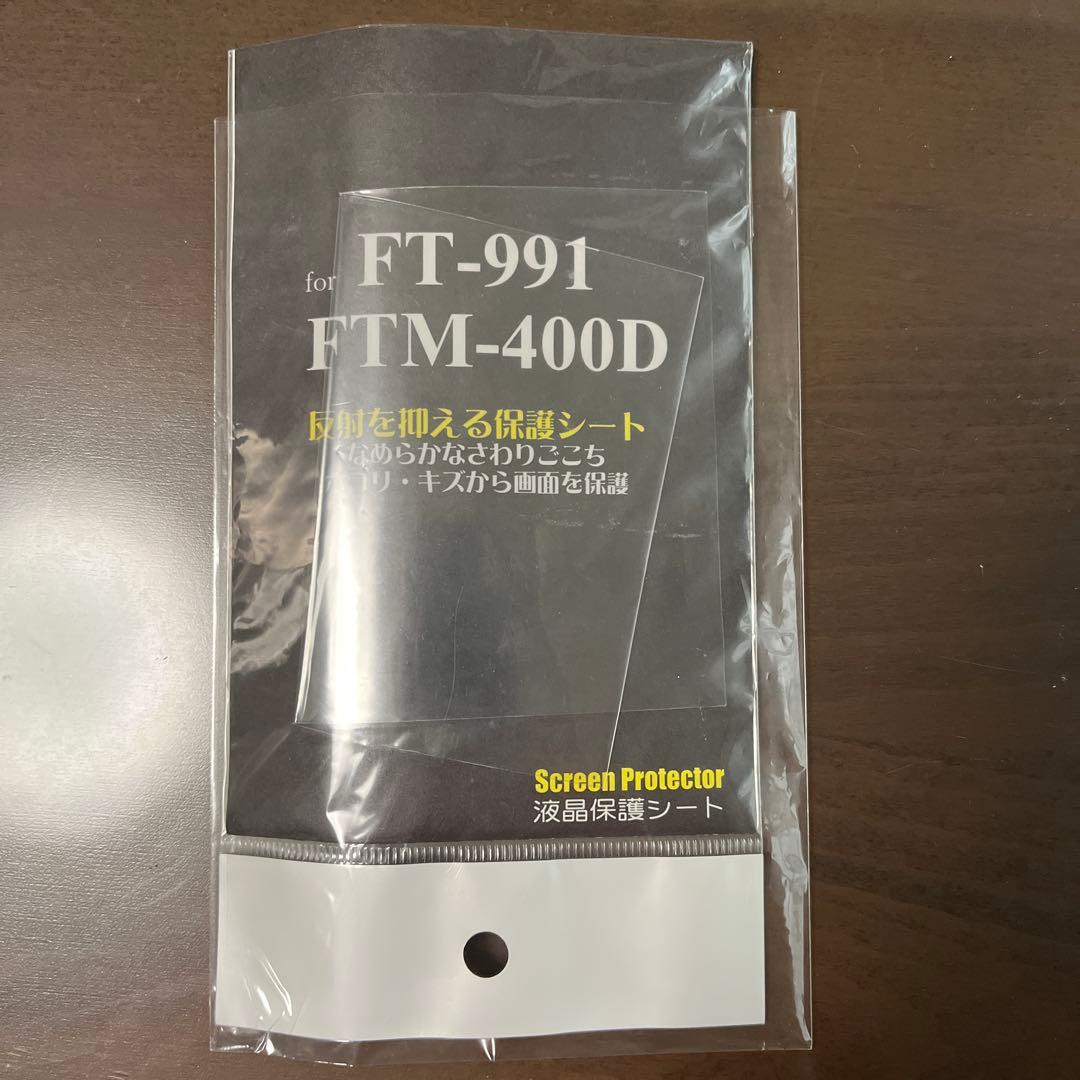 for FT-991
FTM-400D
反射を抑える保護シート
なめらかなさわりごこち
コリ・キズから画面を保護
Screen Protector
液晶保護シート